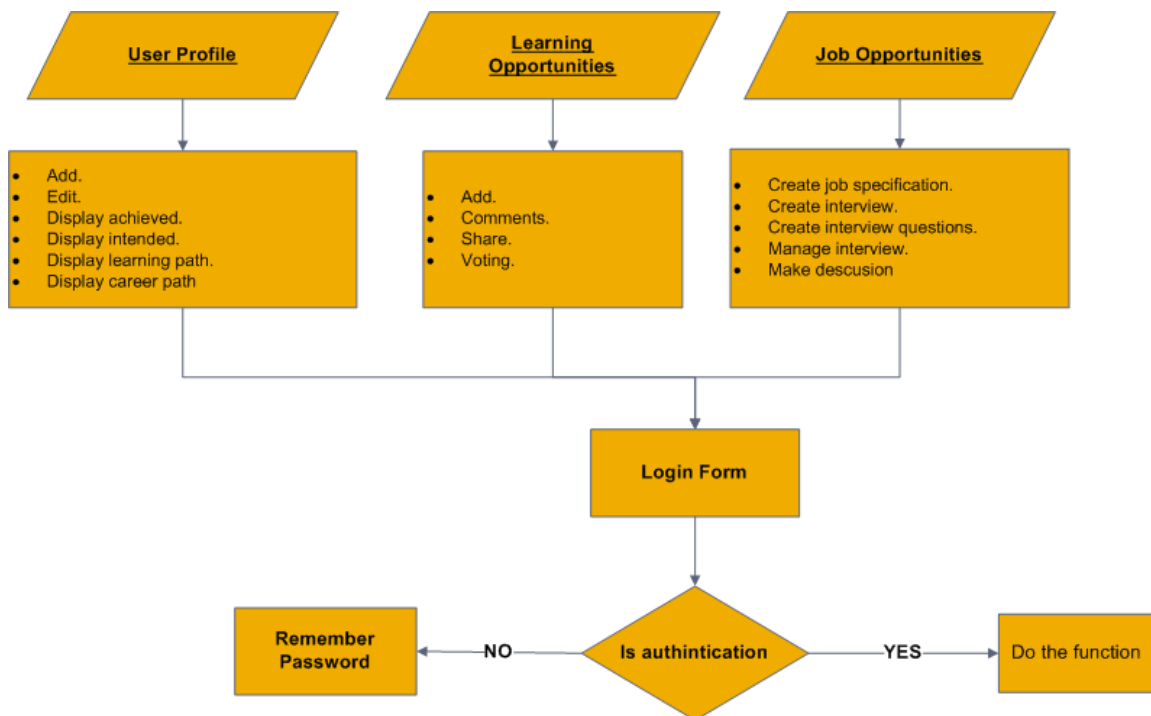 User Profile
Learning
Opportunities
Job Opportunities
• Add.
• Edit.
• Display achieved.
• Display intended.
• Display learning path.
• Display career path
• Add.
• Comments.
• Share.
• Voting.
• Create job specification.
• Create interview.
• Create interview questions.
• Manage interview.
• Make descusion
Login Form
Remember
Password
NO
Is authintication
YES
Do the function